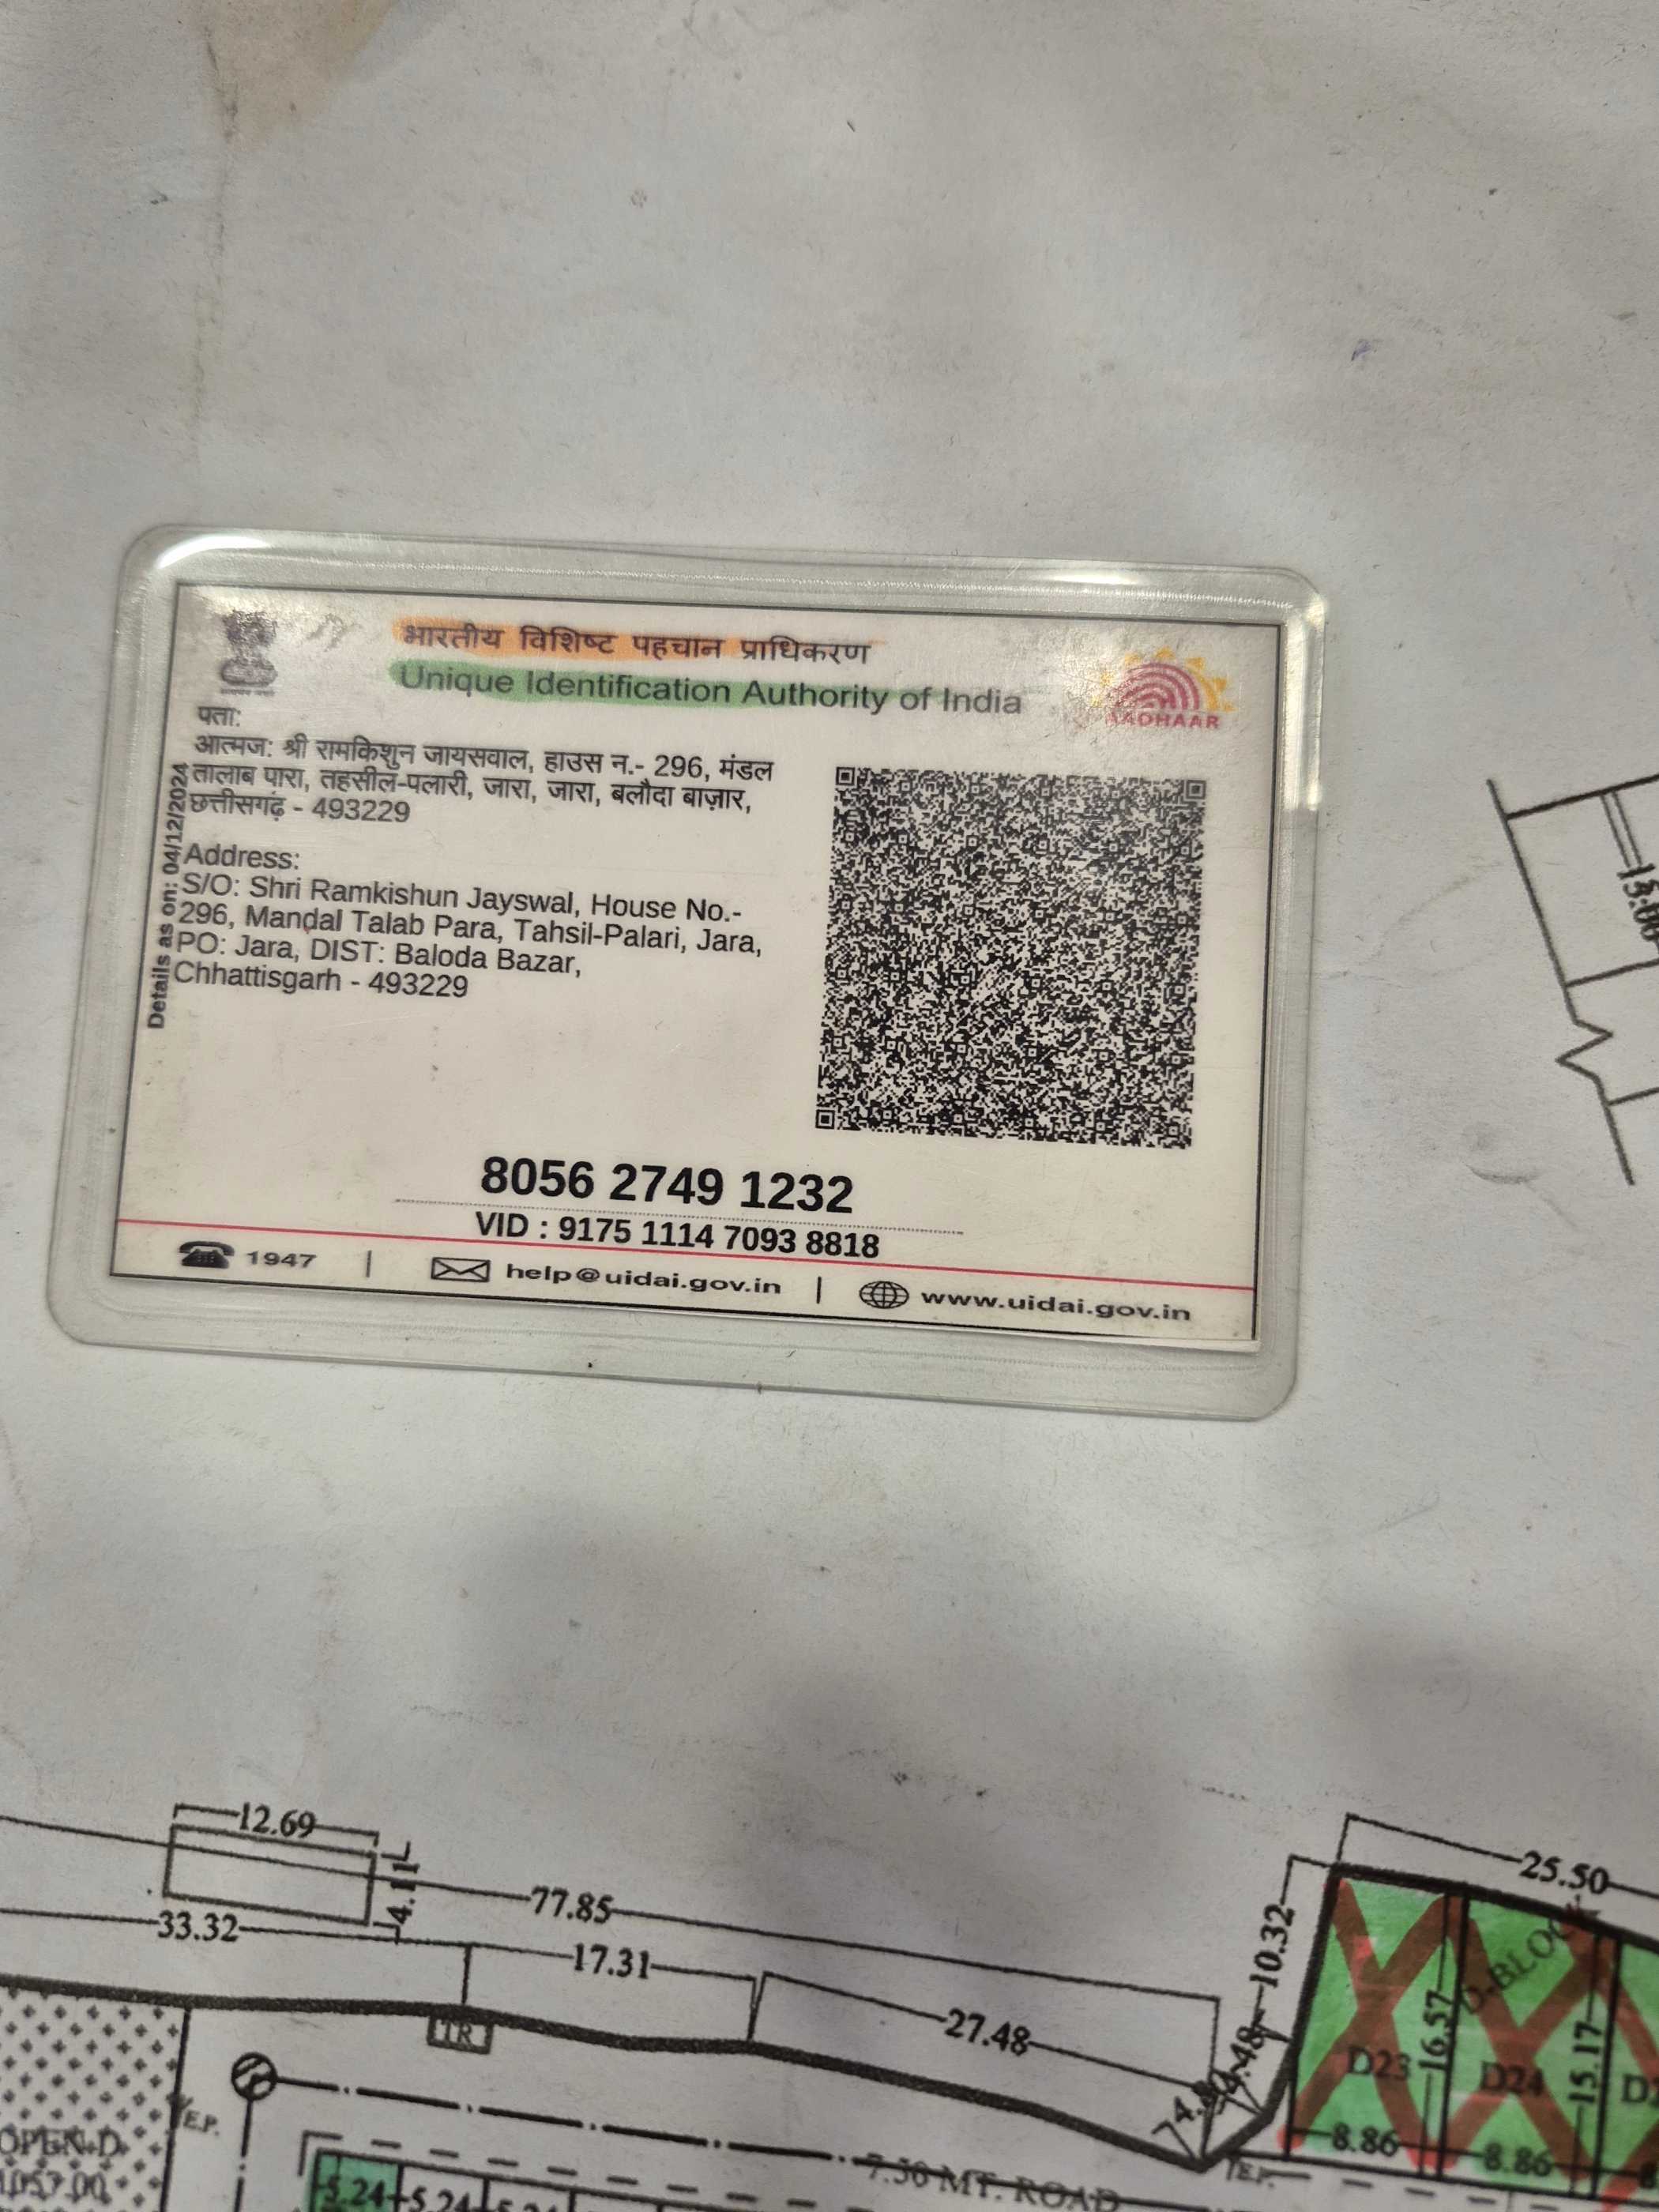 भारतीय विशिष्ट पहचान प्राधिकरण
Unique Identification Authority of India
AADHAAR
पता:
आत्मज: श्री रामकिशुन जायसवाल, हाउस न.- 296, मंडल
तालाब पारा, तहसील-पलारी, जारा, जारा, बलौदा बाज़ार,
छत्तीसगढ़ - 493229
Address:
S/O: Shri Ramkishun Jayswal, House No.-
296, Mandal Talab Para, Tahsil-Palari, Jara,
PO: Jara, DIST: Baloda Bazar,
Chhattisgarh - 493229
Details as on: 04/12/2024
8056 2749 1232
VID : 9175 1114 7093 8818
1947 | help@uidai.gov.in | www.uidai.gov.in
12.69
77.85
33.32
17.31
27.48
10.32
25.50
D-BLOCK
D23
16.57
D24
15.17
8.86
8.86
TR
E.P.
E.P.
7.50 MT. ROAD
5.24
5.24